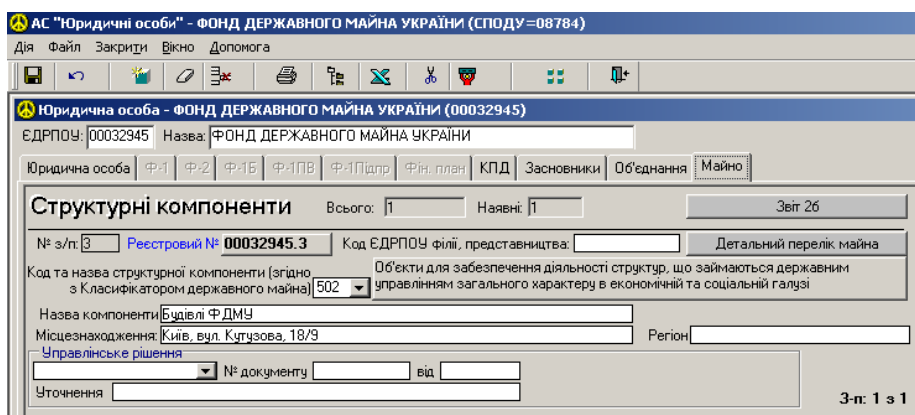 АС "Юридичні особи" - ФОНД ДЕРЖАВНОГО МАЙНА УКРАЇНИ (СПОДУ=08784)
Дія Файл Закрити Вікно Допомога
Юридична особа - ФОНД ДЕРЖАВНОГО МАЙНА УКРАЇНИ (00032945)
ЄДРПОУ: 00032945 Назва: ФОНД ДЕРЖАВНОГО МАЙНА УКРАЇНИ
Юридична особа Ф-1 Ф-2 Ф-1Б Ф-1ПВ Ф-1Підпр Фін. план КПД Засновники Об'єднання Майно
Структурні компоненти Всього: 1 Наявні: 1 Звіт 2б
№ з/п: 3 Реєстровий № 00032945.3 Код ЄДРПОУ філії, представництва: Детальний перелік майна
Код та назва структурної компоненти (згідно з Класифікатором державного майна) 502
Об'єкти для забезпечення діяльності структур, що займаються державним
управлінням загального характеру в економічній та соціальній галузі
Назва компоненти Будівлі ФДМУ
Місцезнаходження: Київ, вул. Кутузова, 18/9 Регіон
Управлінське рішення
№ документу від
Уточнення
З-п: 1 з 1